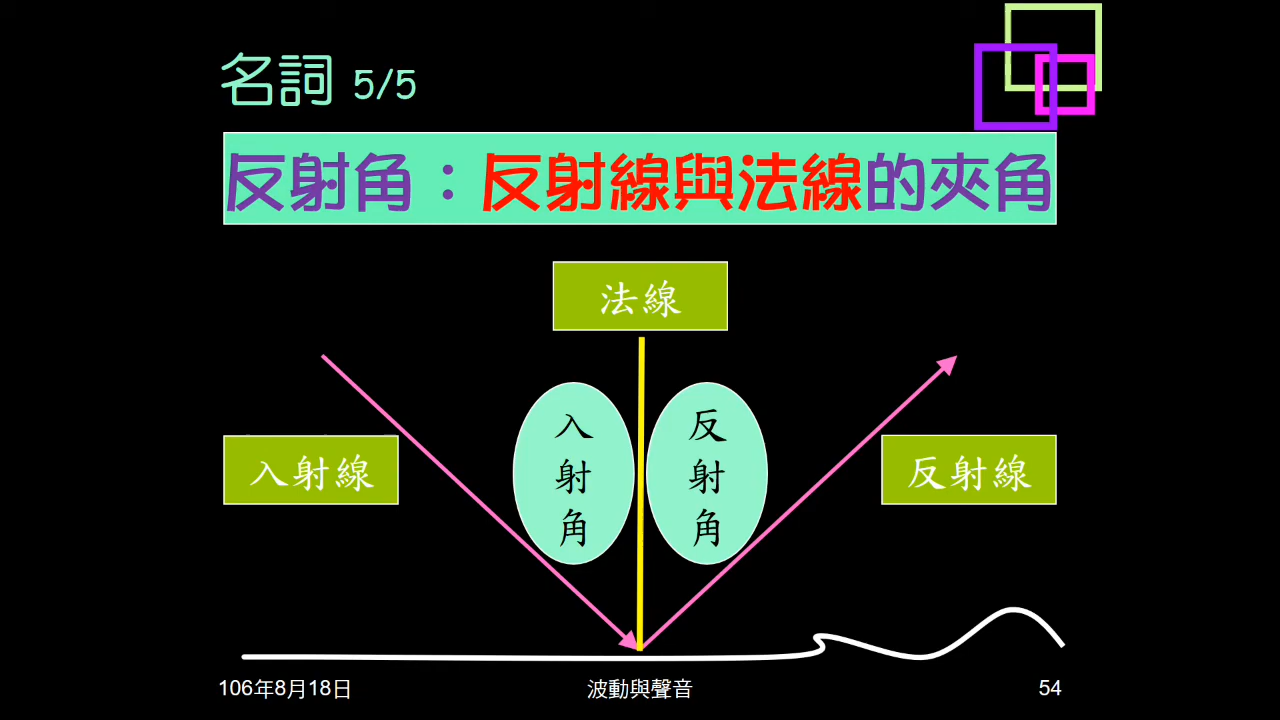 名詞 5/5
反射角：反射線與法線的夾角
法線
入射角
反射角
入射線
反射線
106年8月18日
波動與聲音
54